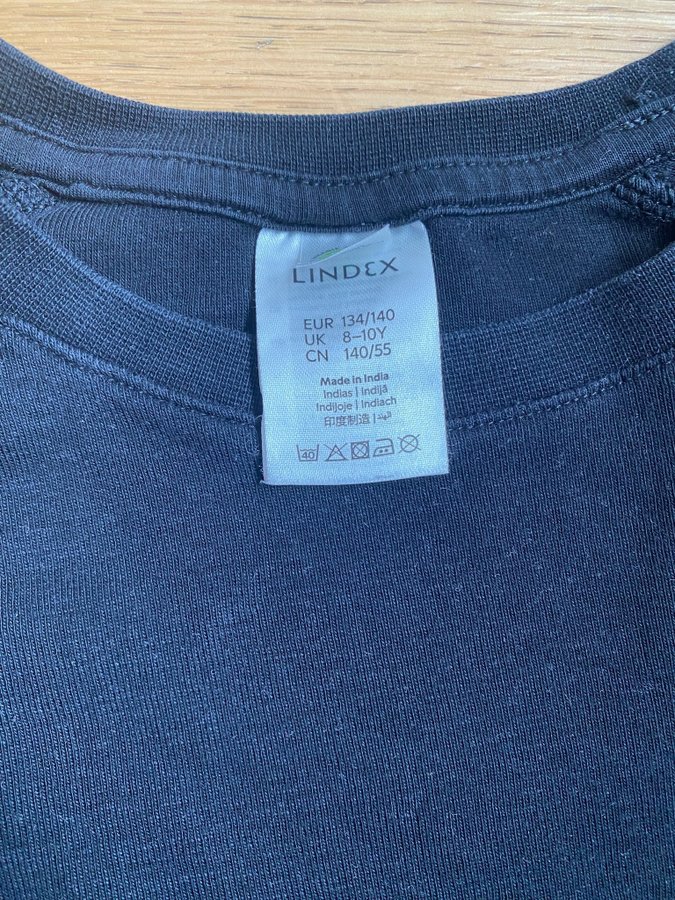 LINDEX
EUR 134/140
UK 8–10Y
CN 140/55
Made in India
Indias | Indijā
Indijoje | Indiach
印度制造 |
40